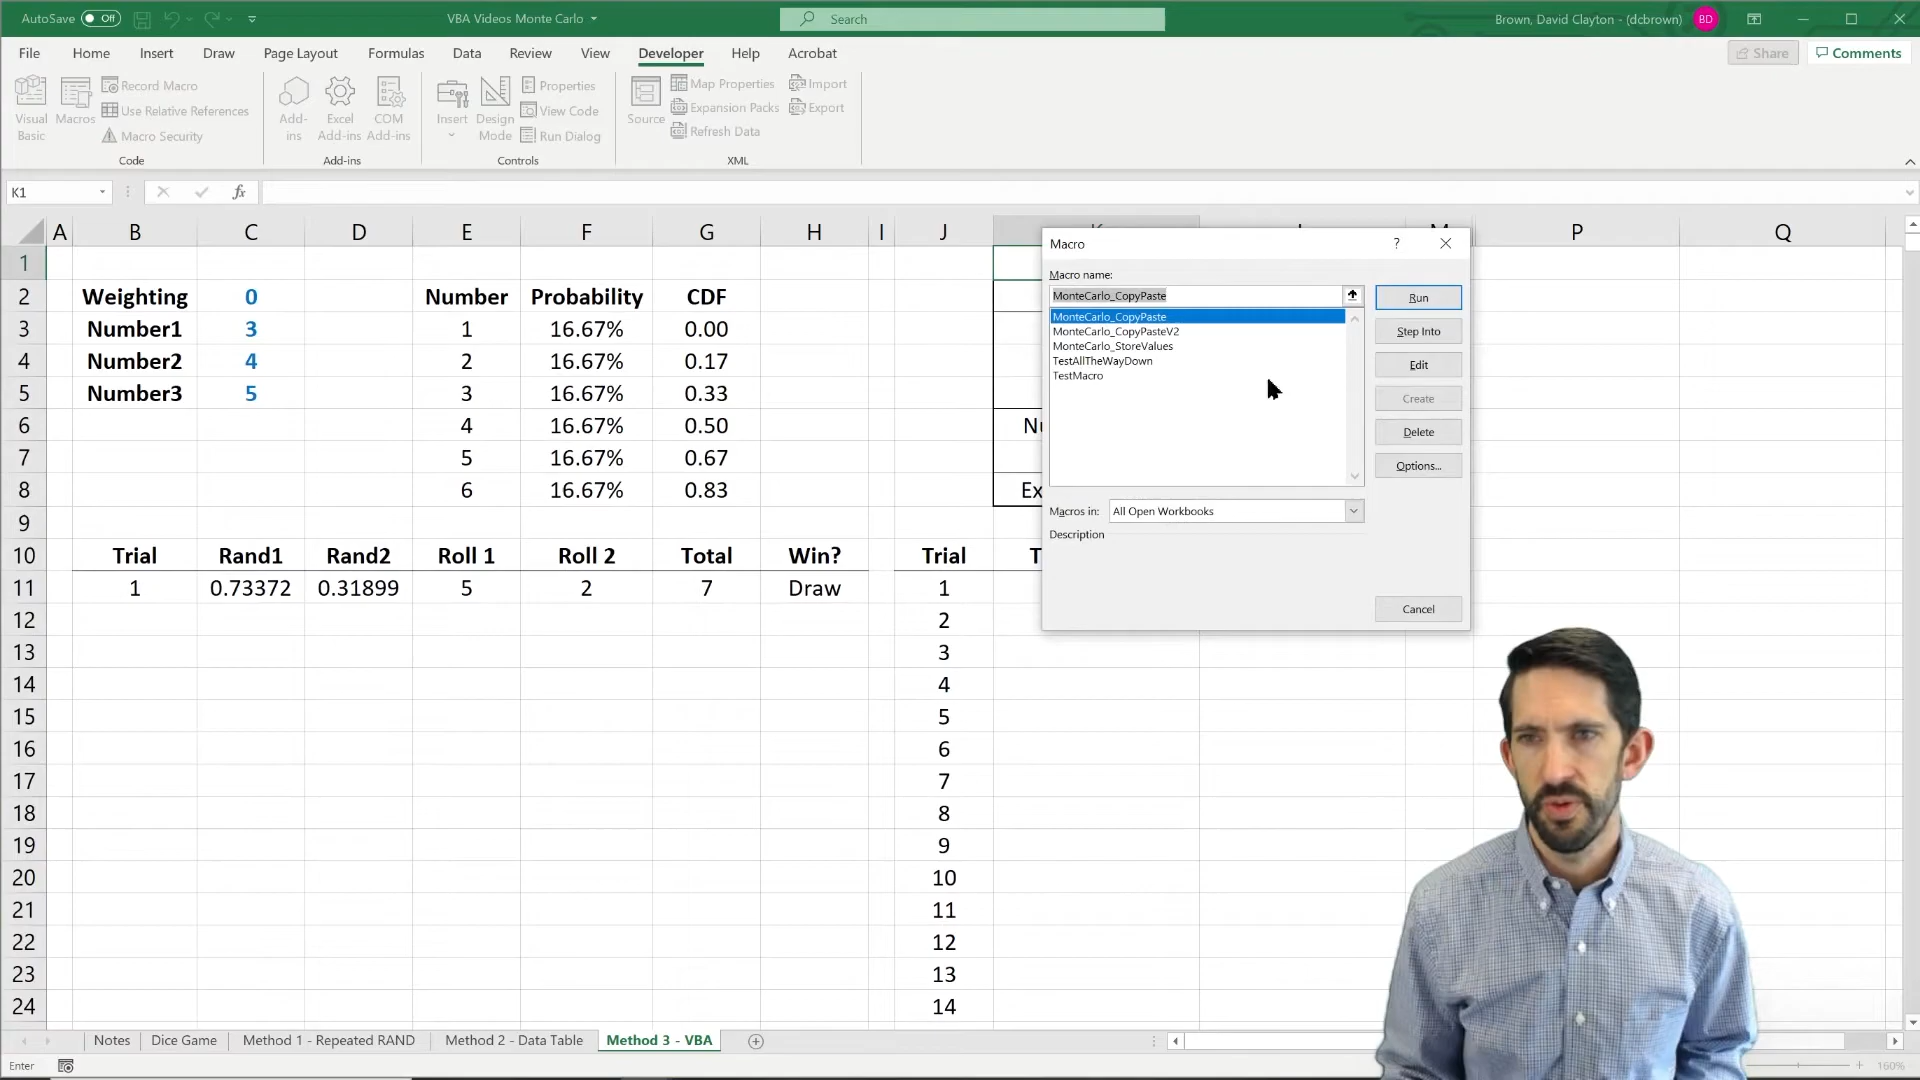 AutoSave Off
VBA Videos Monte Carlo
Search
Brown, David Clayton - (dcbrown) BD
File Home Insert Draw Page Layout Formulas Data Review View Developer Help Acrobat
Share Comments
Visual Basic
Macros
Record Macro
Use Relative References
Macro Security
Code
Add-ins
Excel Add-ins
COM Add-ins
Add-ins
Insert
Design Mode
Properties
View Code
Run Dialog
Controls
Source
Map Properties
Expansion Packs
Refresh Data
Import
Export
XML
K1 fx
A B C D E F G H I J P Q
1
2 Weighting 0 Number Probability CDF
3 Number1 3 1 16.67% 0.00
4 Number2 4 2 16.67% 0.17
5 Number3 5 3 16.67% 0.33
6 4 16.67% 0.50
7 5 16.67% 0.67
8 6 16.67% 0.83
9
10 Trial Rand1 Rand2 Roll 1 Roll 2 Total Win? Trial
11 1 0.73372 0.31899 5 2 7 Draw 1
12 2
13 3
14 4
15 5
16 6
17 7
18 8
19 9
20 10
21 11
22 12
23 13
24 14
Macro ?
Macro name:
MonteCarlo_CopyPaste
MonteCarlo_CopyPaste
MonteCarlo_CopyPasteV2
MonteCarlo_StoreValues
TestAllTheWayDown
TestMacro
Run
Step Into
Edit
Create
Delete
Options...
Macros in: All Open Workbooks
Description
Cancel
Notes Dice Game Method 1 - Repeated RAND Method 2 - Data Table Method 3 - VBA
Enter
160%